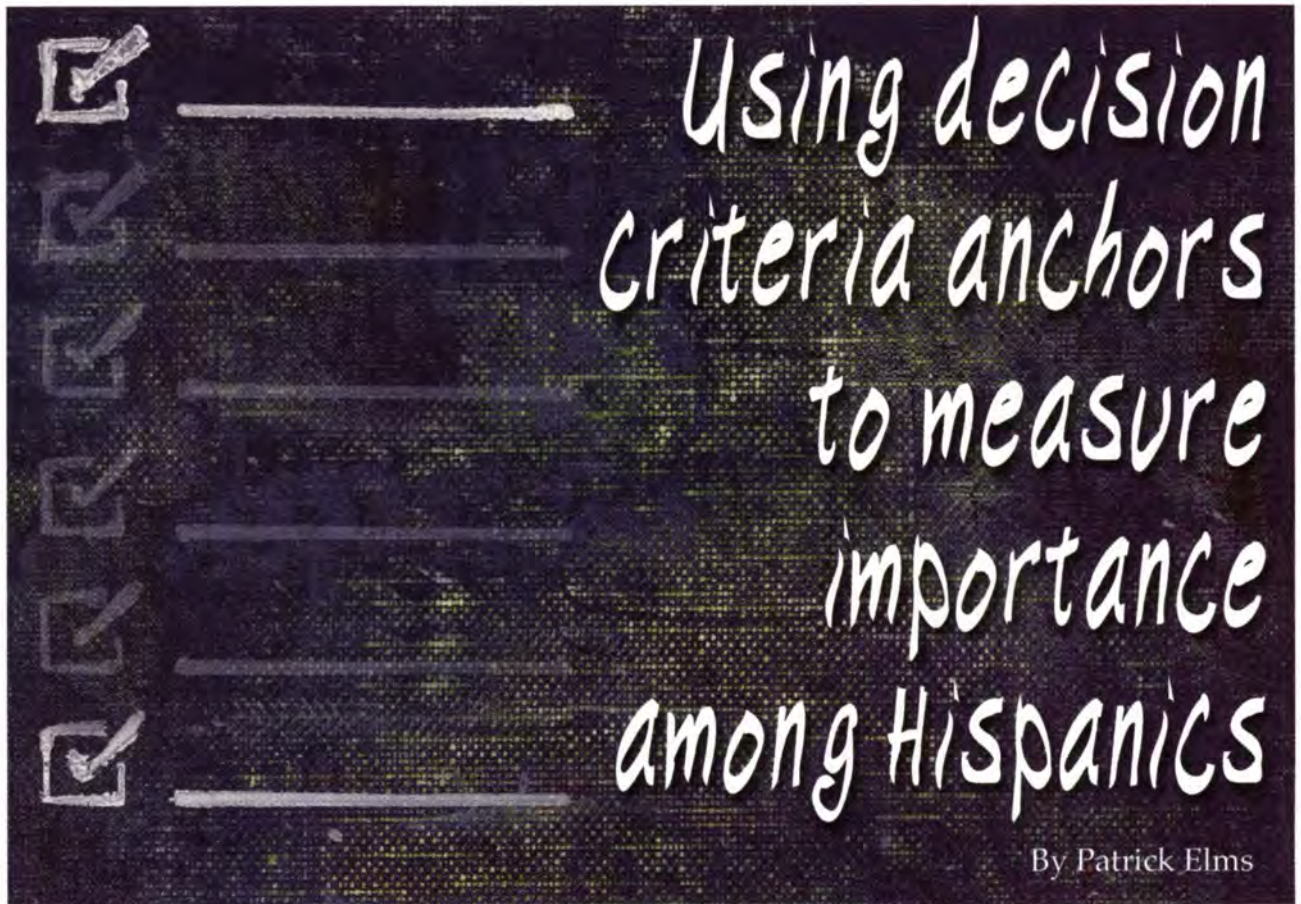 Using decision
criteria anchors
to measure
importance
among Hispanics
By Patrick Elms